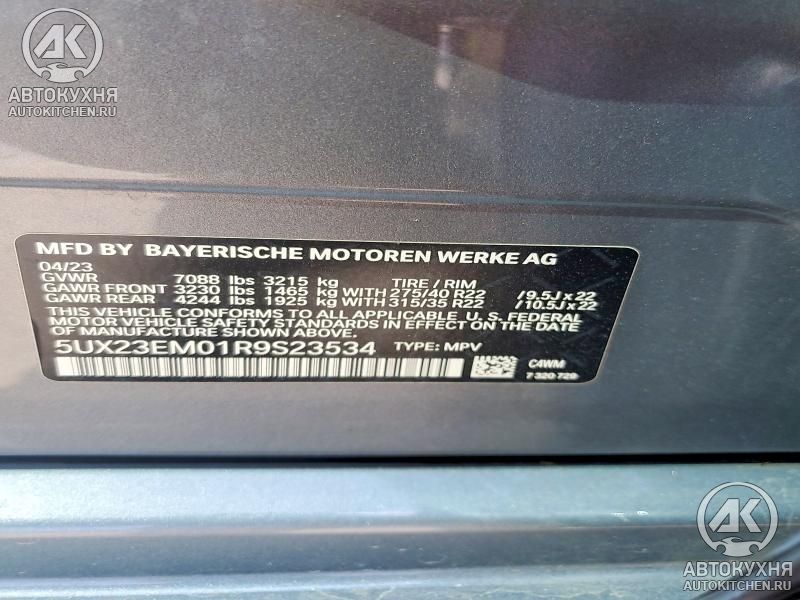 АК
АВТОКУХНЯ
AUTOKITCHEN.RU
MFD BY BAYERISCHE MOTOREN WERKE AG
04/23
GVWR 7088 lbs 3215 kg TIRE / RIM
GAWR FRONT 3230 lbs 1465 kg WITH 275/40 R22 /9.5J x 22
GAWR REAR 4244 lbs 1925 kg WITH 315/35 R22 /10.5J x 22
THIS VEHICLE CONFORMS TO ALL APPLICABLE U.S. FEDERAL
MOTOR VEHICLE SAFETY STANDARDS IN EFFECT ON THE DATE
OF MANUFACTURE SHOWN ABOVE.
5UX23EM01R9S23534 TYPE: MPV
C4WM
7 320 729
АК
АВТОКУХНЯ
AUTOKITCHEN.RU